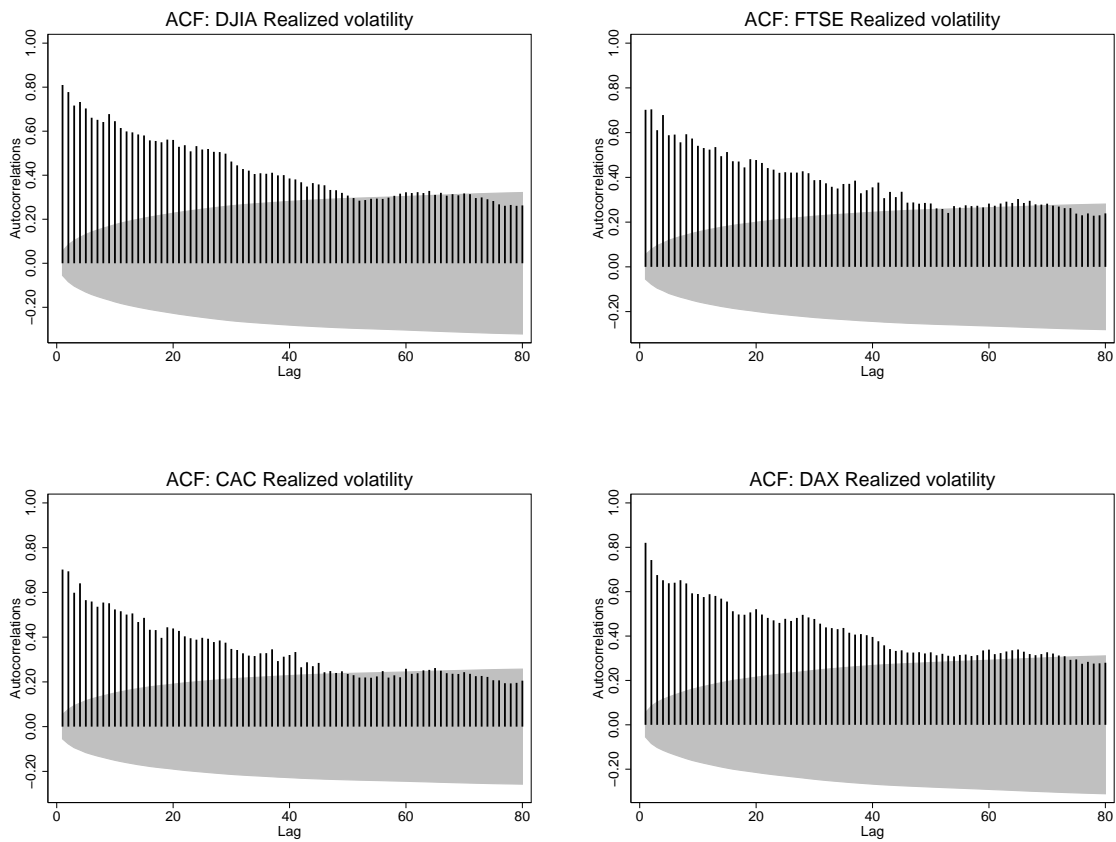 ACF: DJIA Realized volatility
Autocorrelations
1.00
0.80
0.60
0.40
0.20
0.00
−0.20
0 20 40 60 80
Lag
ACF: FTSE Realized volatility
Autocorrelations
1.00
0.80
0.60
0.40
0.20
0.00
−0.20
0 20 40 60 80
Lag
ACF: CAC Realized volatility
Autocorrelations
1.00
0.80
0.60
0.40
0.20
0.00
−0.20
0 20 40 60 80
Lag
ACF: DAX Realized volatility
Autocorrelations
1.00
0.80
0.60
0.40
0.20
0.00
−0.20
0 20 40 60 80
Lag